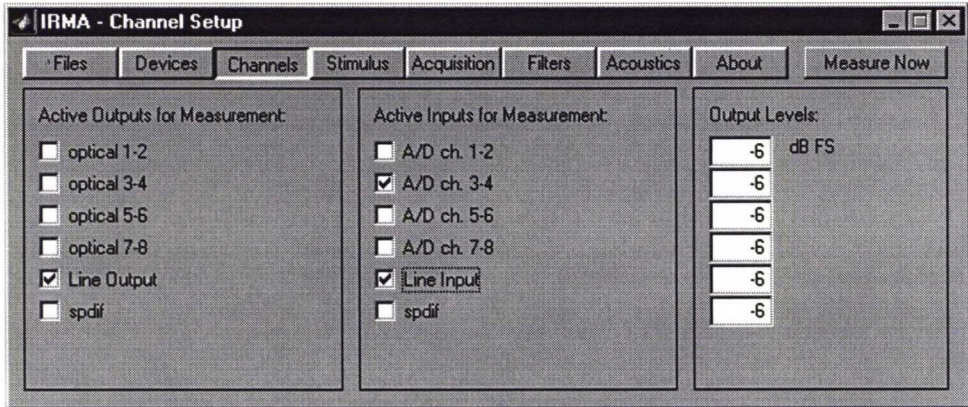 IRMA - Channel Setup
Files Devices Channels Stimulus Acquisition Filters Acoustics About Measure Now
Active Outputs for Measurement:
optical 1-2
optical 3-4
optical 5-6
optical 7-8
Line Output
spdif
Active Inputs for Measurement:
A/D ch. 1-2
A/D ch. 3-4
A/D ch. 5-6
A/D ch. 7-8
Line Input
spdif
Output Levels:
-6 dB FS
-6
-6
-6
-6
-6